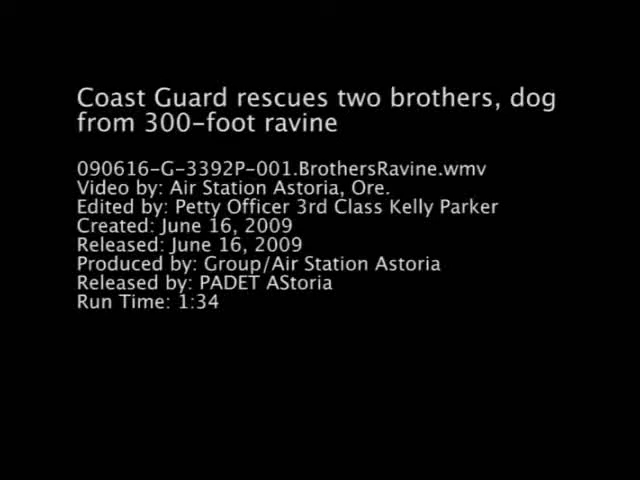 Coast Guard rescues two brothers, dog
from 300-foot ravine
090616-G-3392P-001.BrothersRavine.wmv
Video by: Air Station Astoria, Ore.
Edited by: Petty Officer 3rd Class Kelly Parker
Created: June 16, 2009
Released: June 16, 2009
Produced by: Group/Air Station Astoria
Released by: PADET AStoria
Run Time: 1:34